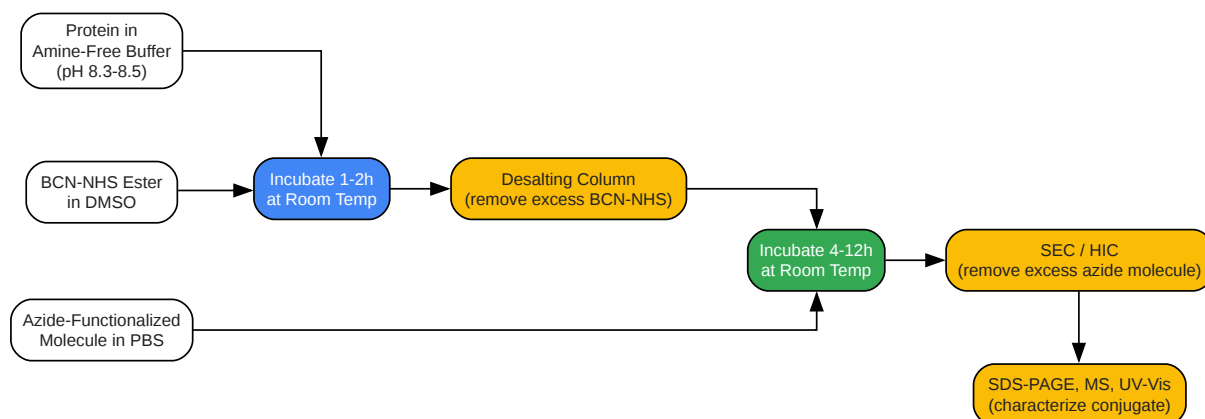 Protein in
Amine-Free Buffer
(pH 8.3-8.5)
BCN-NHS Ester
in DMSO
Incubate 1-2h
at Room Temp
Desalting Column
(remove excess BCN-NHS)
Azide-Functionalized
Molecule in PBS
Incubate 4-12h
at Room Temp
SEC / HIC
(remove excess azide molecule)
SDS-PAGE, MS, UV-Vis
(characterize conjugate)